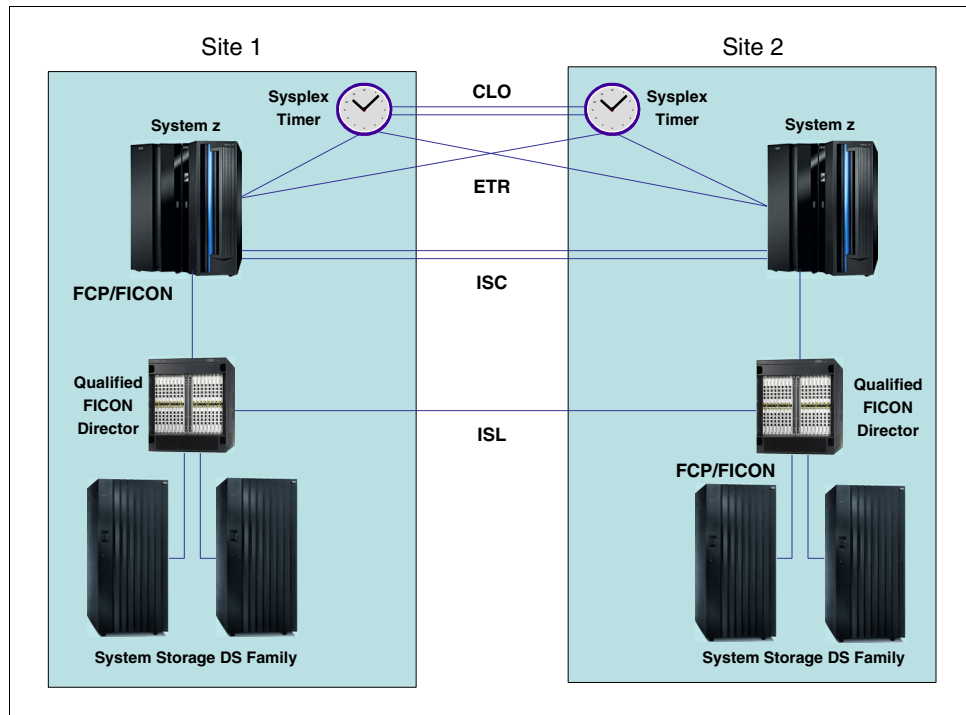 Site 1
Site 2
CLO
Sysplex
Timer
Sysplex
Timer
System z
System z
ETR
ISC
FCP/FICON
Qualified
FICON
Director
Qualified
FICON
Director
ISL
FCP/FICON
System Storage DS Family
System Storage DS Family